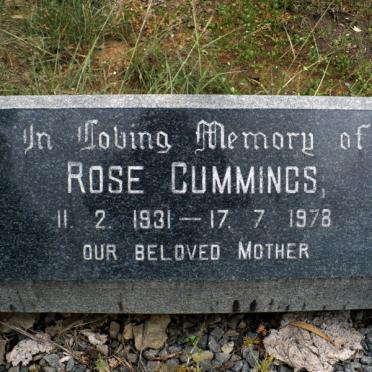 In Loving Memory of
ROSE CUMMINGS,
11. 2. 1931 — 17. 7. 1978
OUR BELOVED MOTHER